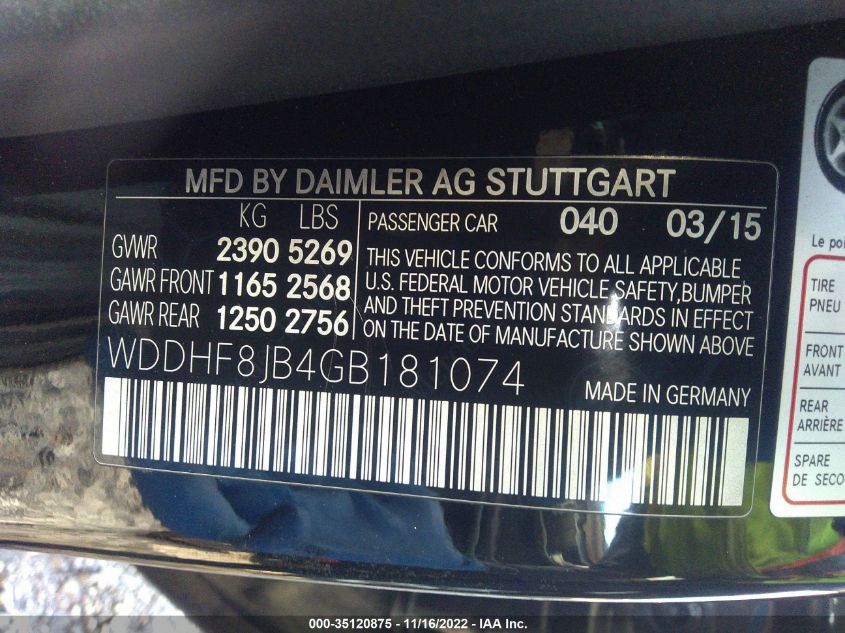 MFD BY DAIMLER AG STUTTGART
KG LBS
GVWR 2390 5269
GAWR FRONT 1165 2568
GAWR REAR 1250 2756
PASSENGER CAR 040 03/15
THIS VEHICLE CONFORMS TO ALL APPLICABLE
U.S. FEDERAL MOTOR VEHICLE SAFETY, BUMPER
AND THEFT PREVENTION STANDARDS IN EFFECT
ON THE DATE OF MANUFACTURE SHOWN ABOVE
WDDHF8JB4GB181074
MADE IN GERMANY
Le
TIRE
PNEU
FRONT
AVANT
REAR
ARRIÈRE
SPARE
DE
000-35120875 - 11/16/2022 - IAA Inc.